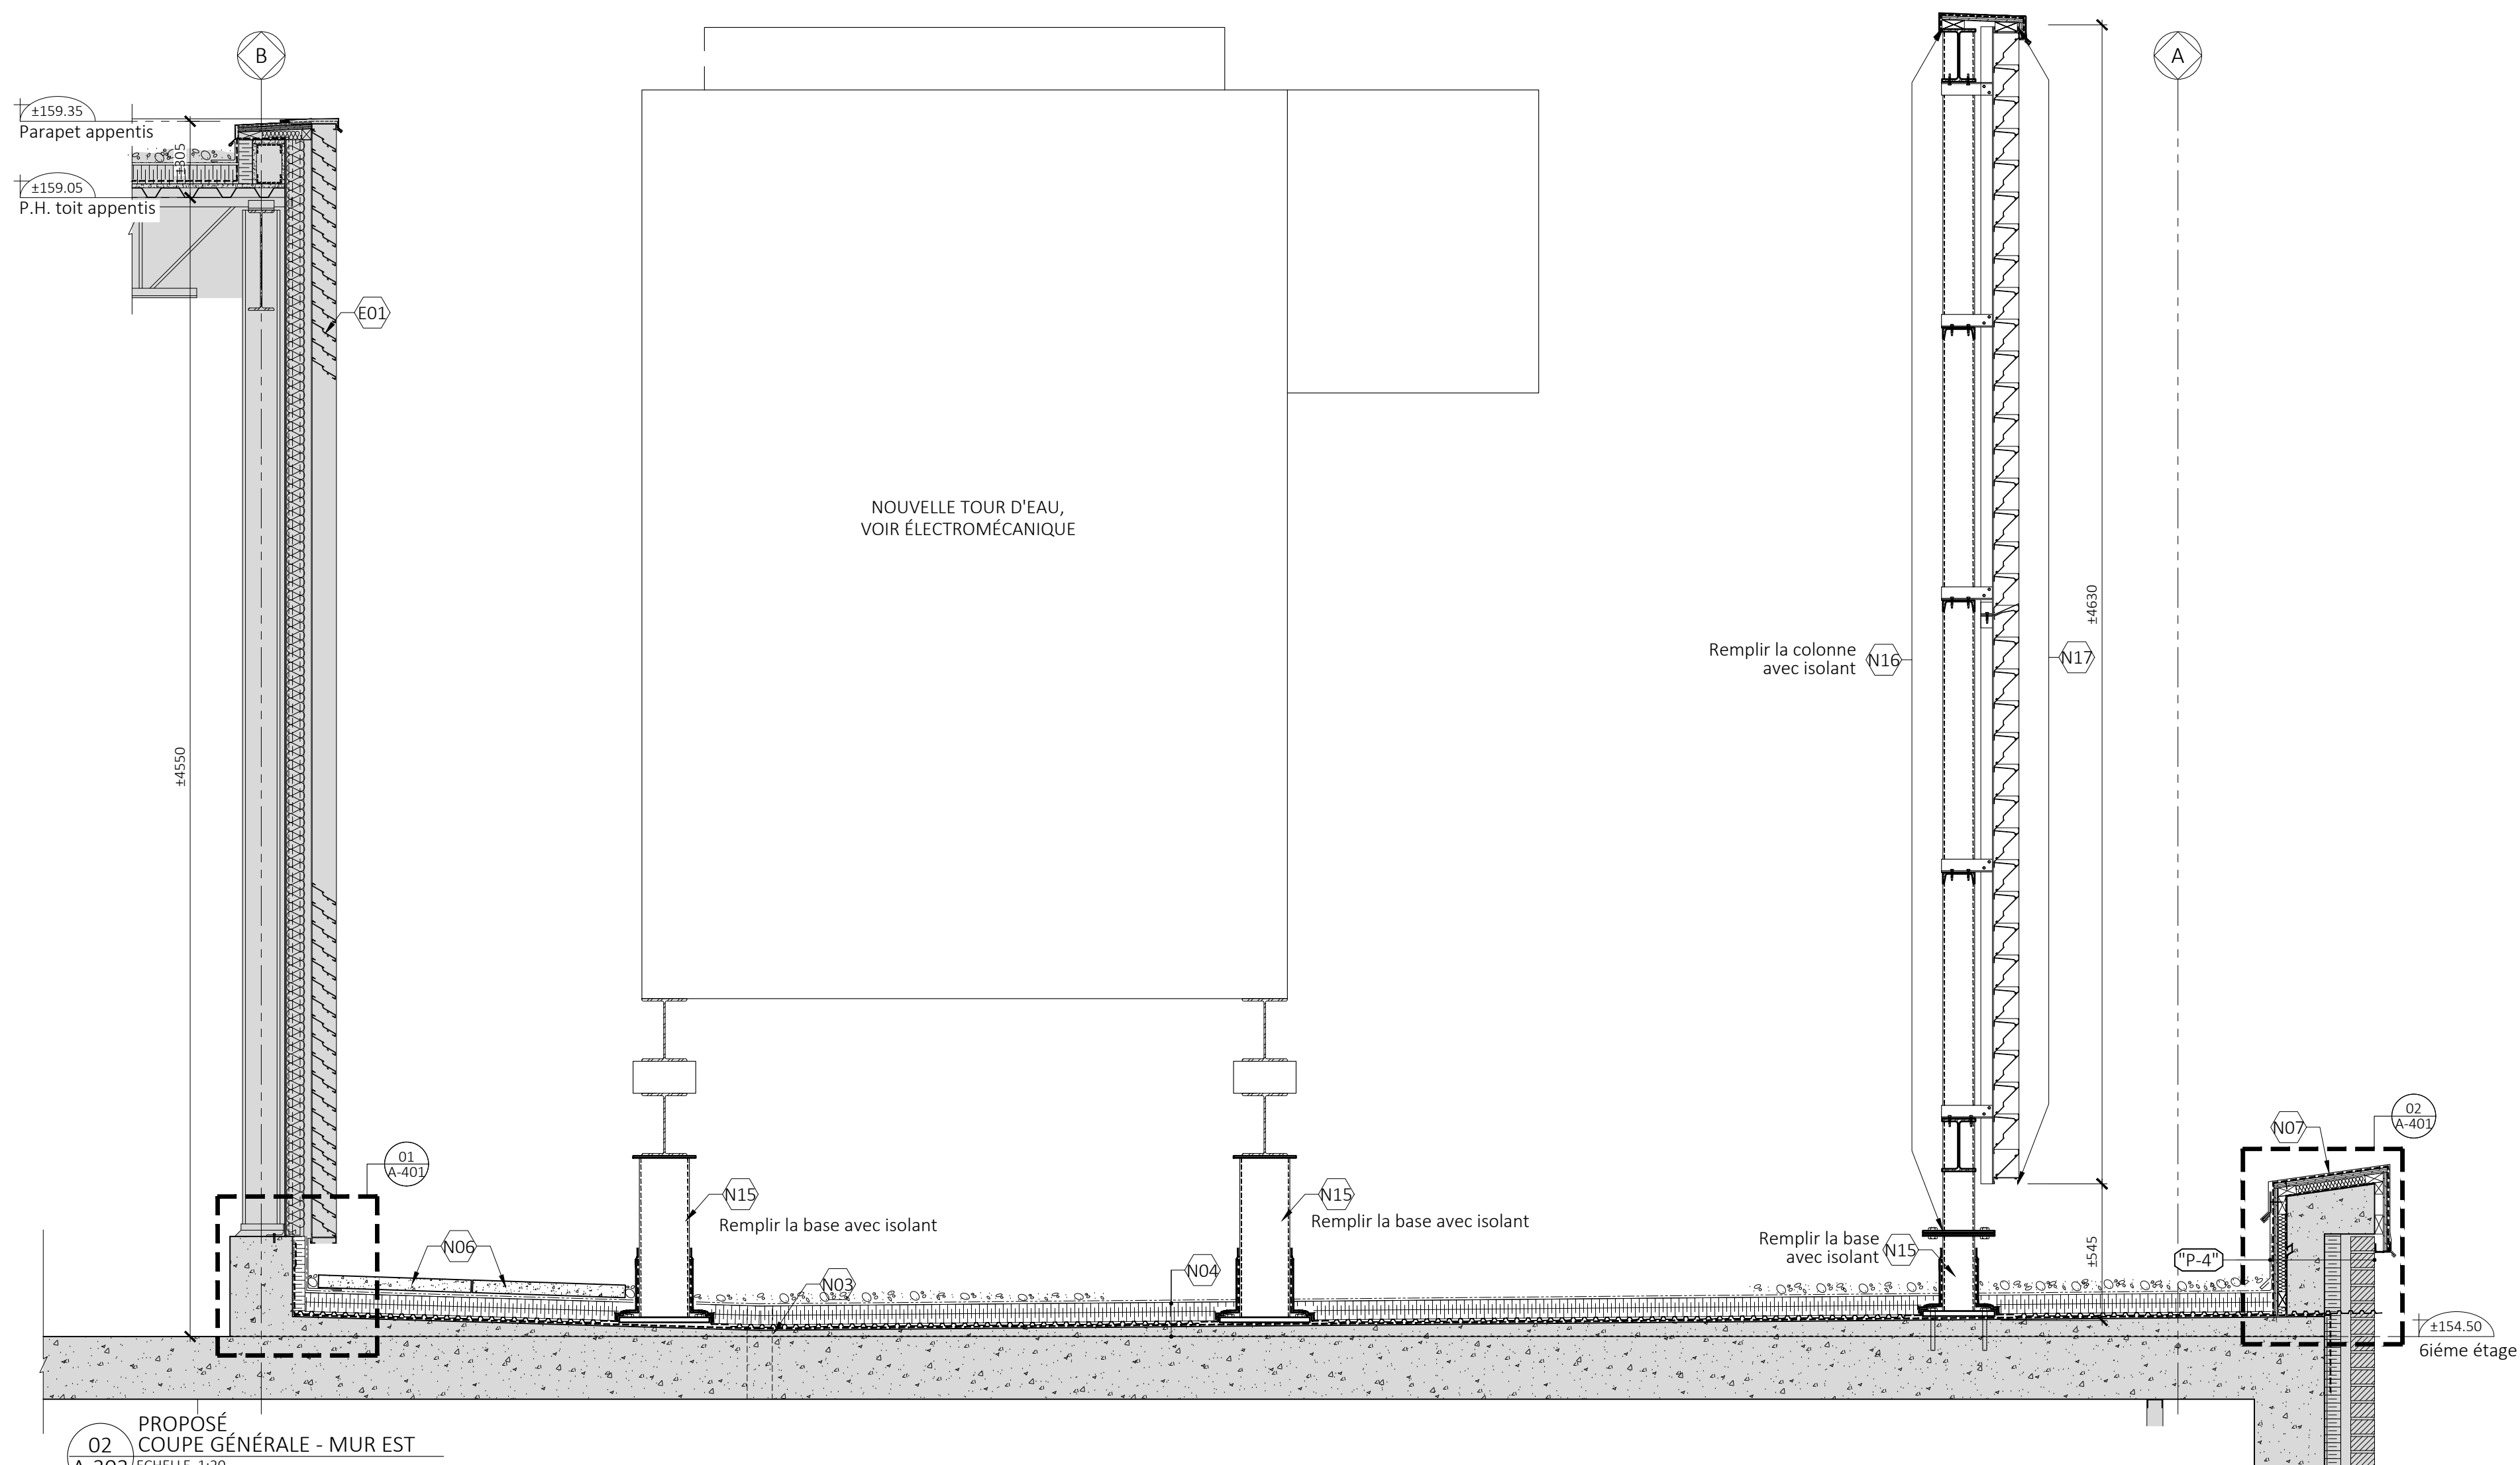 B
A
±159.35
Parapet appentis
±305
±159.05
P.H. toit appentis
E01
NOUVELLE TOUR D'EAU,
VOIR ÉLECTROMÉCANIQUE
±4630
Remplir la colonne
avec isolant
N16
N17
±4550
01
A-401
N15
Remplir la base avec isolant
N15
Remplir la base avec isolant
Remplir la base
avec isolant
N15
N07
02
A-401
N06
N03
N04
±545
"P-4"
±154.50
6iéme étage
02
PROPOSÉ
COUPE GÉNÉRALE - MUR EST